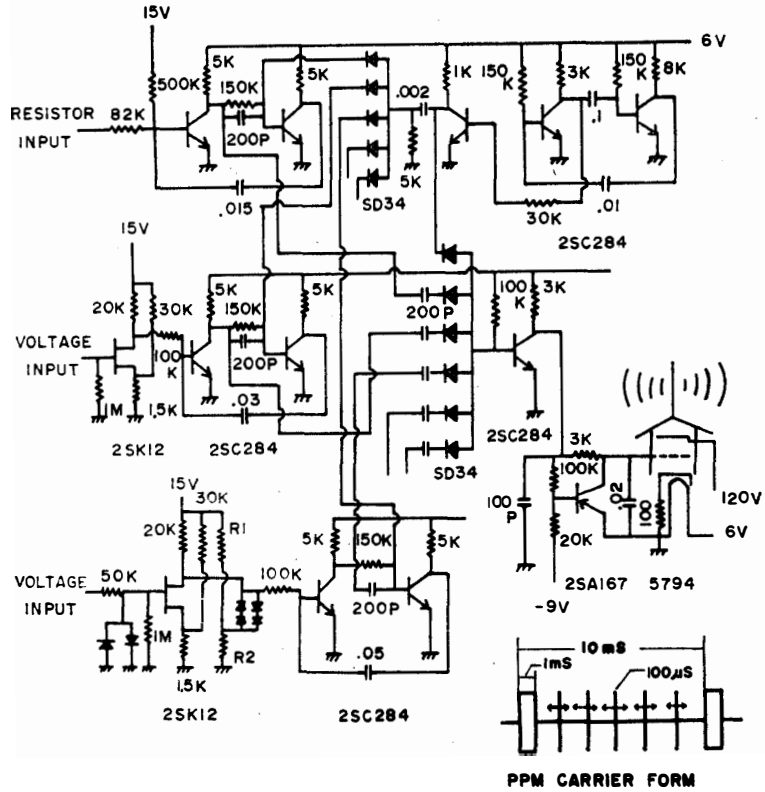 15V
6V
5K
150K
5K
500K
RESISTOR
INPUT
82K
200P
.015
.002
1K
5K
SD34
150
K
3K
150
K
8K
.1
.01
30K
2SC284
15V
20K
30K
5K
150K
5K
VOLTAGE
INPUT
100
K
200P
1M
1.5K
.03
2SK12
2SC284
200P
100
K
3K
2SC284
SD34
3K
100K
100
P
.02
100
20K
120V
6V
2SA167
5794
-9V
15V
30K
20K
R1
5K
150K
5K
VOLTAGE
INPUT
50K
100K
200P
1M
R2
1.5K
.05
2SK12
2SC284
10mS
1mS
100μS
PPM CARRIER FORM